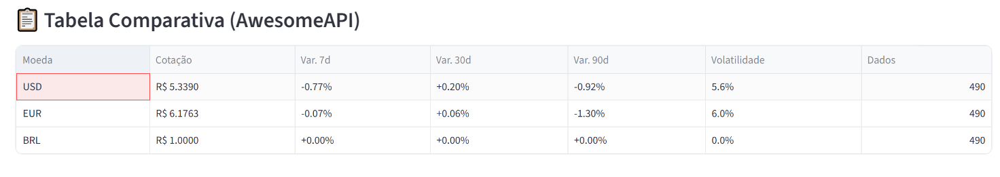 Tabela Comparativa (AwesomeAPI)
Moeda Cotação Var. 7d Var. 30d Var. 90d Volatilidade Dados
USD R$ 5.3390 -0.77% +0.20% -0.92% 5.6% 490
EUR R$ 6.1763 -0.07% +0.06% -1.30% 6.0% 490
BRL R$ 1.0000 +0.00% +0.00% +0.00% 0.0% 490